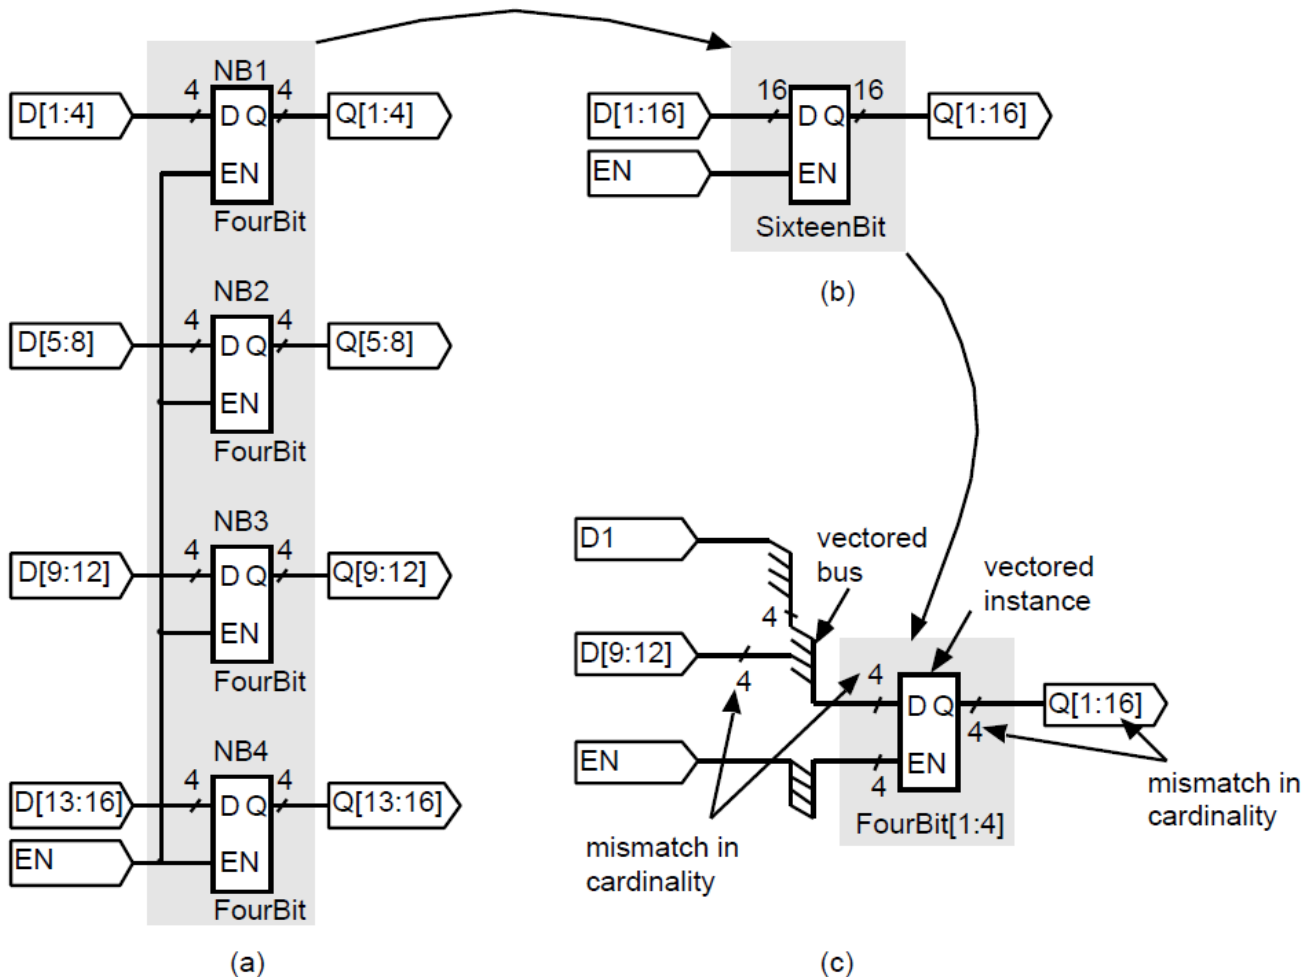 NB1
4 4
D[1:4] D Q Q[1:4]
EN
FourBit
NB2
4 4
D[5:8] D Q Q[5:8]
EN
FourBit
NB3
4 4
D[9:12] D Q Q[9:12]
EN
FourBit
NB4
4 4
D[13:16] D Q Q[13:16]
EN EN
FourBit
(a)
16 16
D[1:16] D Q Q[1:16]
EN EN
SixteenBit
(b)
D1
vectored
bus
vectored
instance
4
D[9:12]
4
4
D Q Q[1:16]
4
EN EN
4
FourBit[1:4]
mismatch in
cardinality
mismatch in
cardinality
(c)